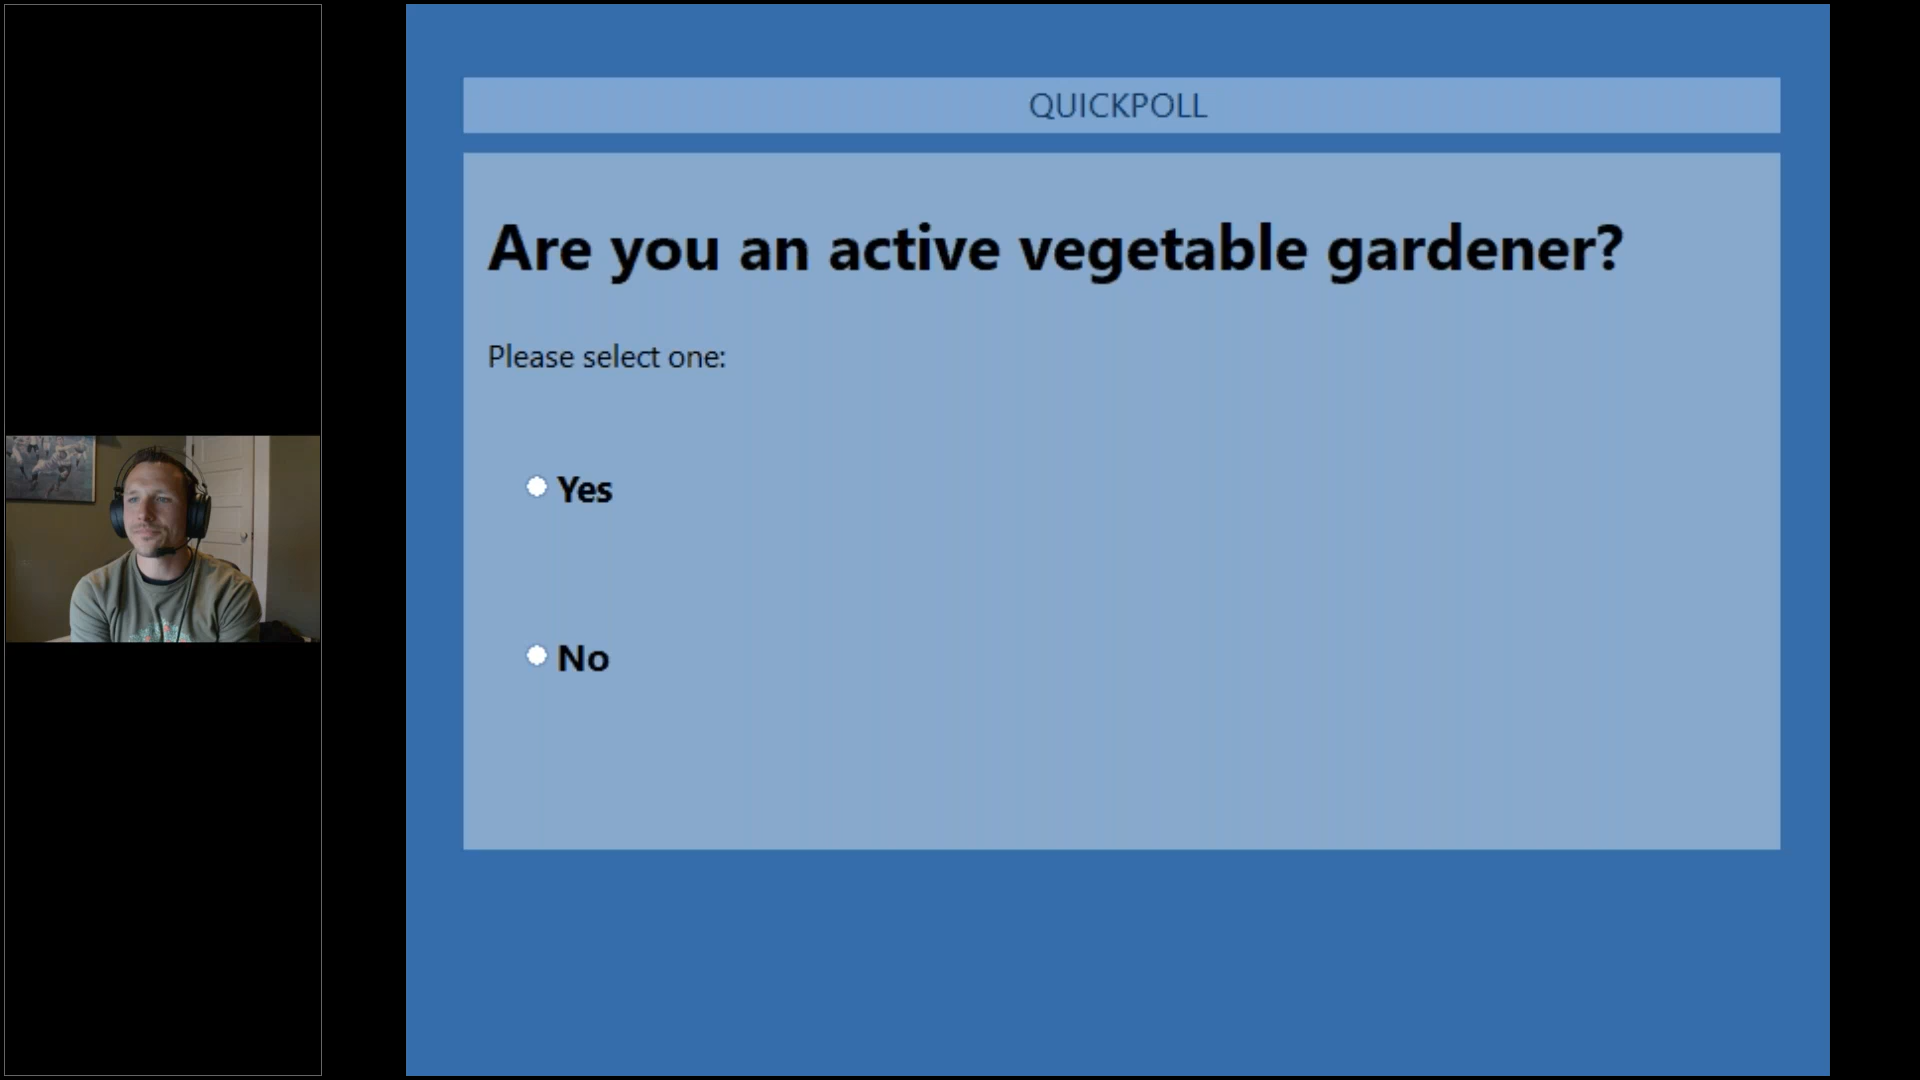 QUICKPOLL
Are you an active vegetable gardener?
Please select one:
Yes
No